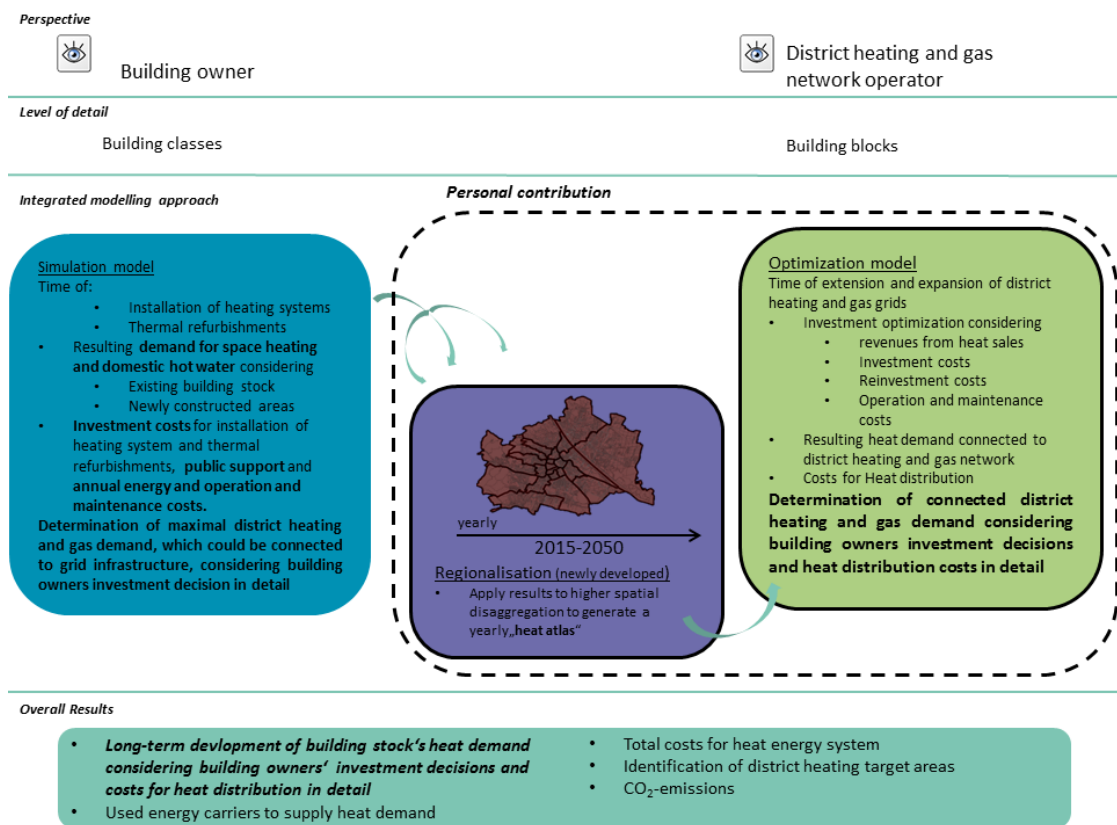 Perspective
Building owner
District heating and gas
network operator
Level of detail
Building classes
Building blocks
Integrated modelling approach
Personal contribution
Simulation model
Time of:
• Installation of heating systems
• Thermal refurbishments
• Resulting demand for space heating
and domestic hot water considering
• Existing building stock
• Newly constructed areas
• Investment costs for installation of
heating system and thermal
refurbishments, public support and
annual energy and operation and
maintenance costs.
Determination of maximal district heating
and gas demand, which could be connected
to grid infrastructure, considering building
owners investment decision in detail
yearly
2015-2050
Regionalisation (newly developed)
• Apply results to higher spatial
disaggregation to generate a
yearly„heat atlas“
Optimization model
Time of extension and expansion of district
heating and gas grids
• Investment optimization considering
• revenues from heat sales
• Investment costs
• Reinvestment costs
• Operation and maintenance
costs
• Resulting heat demand connected to
district heating and gas network
• Costs for Heat distribution
Determination of connected district
heating and gas demand considering
building owners investment decisions
and heat distribution costs in detail
Overall Results
• Long-term devlopment of building stock‘s heat demand
considering building owners‘ investment decisions and
costs for heat distribution in detail
• Used energy carriers to supply heat demand
• Total costs for heat energy system
• Identification of district heating target areas
• CO₂-emissions